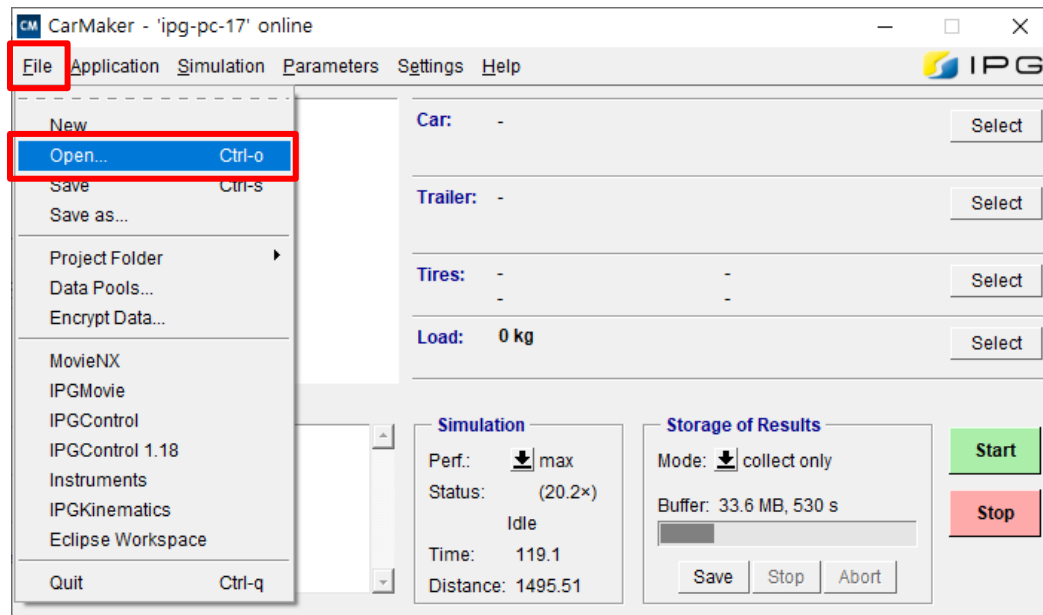 CM CarMaker - 'ipg-pc-17' online
File Application Simulation Parameters Settings Help
IPG
New
Open... Ctrl-o
Save Ctrl-s
Save as...
Project Folder
Data Pools...
Encrypt Data...
MovieNX
IPGMovie
IPGControl
IPGControl 1.18
Instruments
IPGKinematics
Eclipse Workspace
Quit Ctrl-q
Car: - Select
Trailer: - Select
Tires: - - Select
- -
Load: 0 kg Select
Simulation
Perf.: max
Status: (20.2×)
Idle
Time: 119.1
Distance: 1495.51
Storage of Results
Mode: collect only
Buffer: 33.6 MB, 530 s
Save Stop Abort
Start
Stop